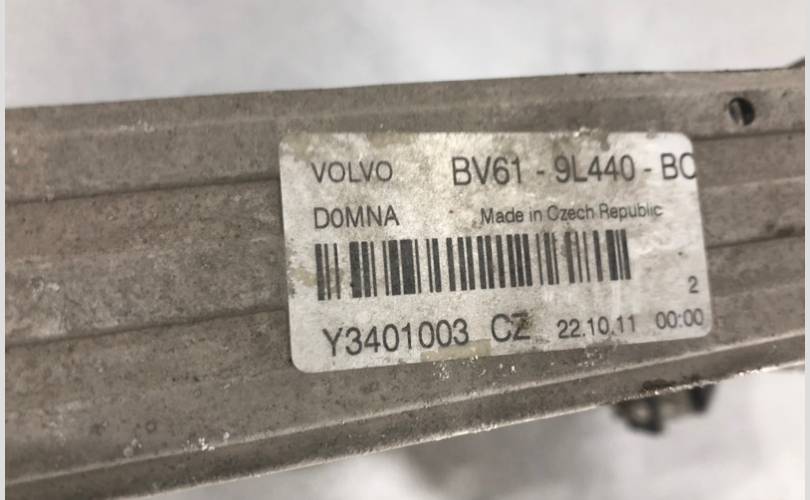 VOLVO BV61 - 9L440 - BC
D0MNA Made in Czech Republic
2
Y3401003 CZ 22.10.11 00:00